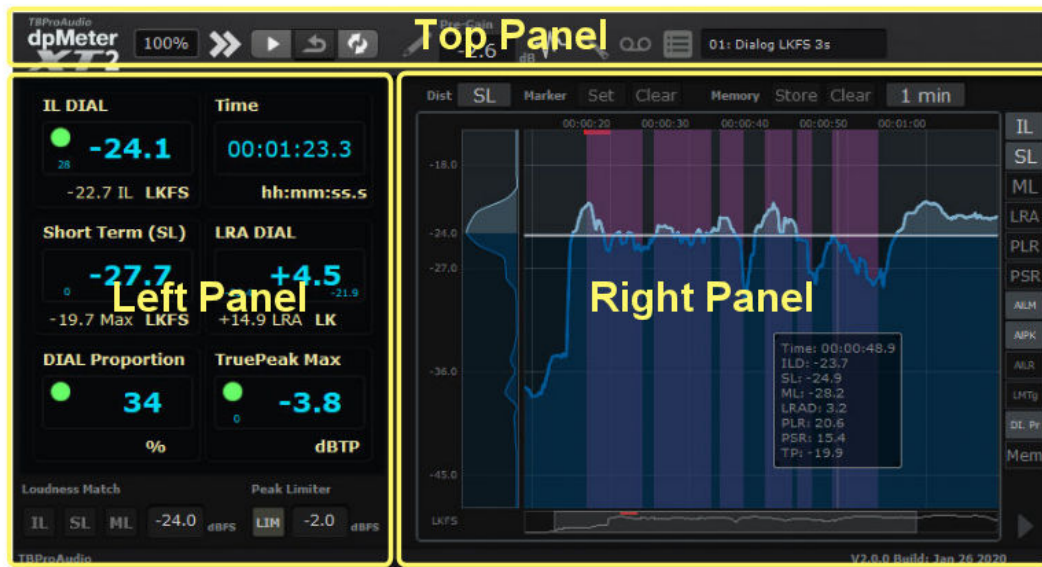 TBProAudio
dpMeter
XT2
100%
Pre-Gain
-2.6
dB
Top Panel
01: Dialog LKFS 3s
IL DIAL
28
-24.1
-22.7 IL LKFS
Time
00:01:23.3
hh:mm:ss.s
Short Term (SL)
0
-27.7
-19.7 Max LKFS
LRA DIAL
+4.5
-21.9
+14.9 LRA LK
Left Panel
DIAL Proportion
34
%
TruePeak Max
0
-3.8
dBTP
Loudness Match
IL SL ML -24.0 dBFS
Peak Limiter
LIM -2.0 dBFS
TBProAudio
Dist SL Marker Set Clear Memory Store Clear 1 min
00:00:20 00:00:30 00:00:40 00:00:50 00:01:00
-18.0
-24.0
-27.0
-36.0
-45.0
LKFS
Right Panel
Time: 00:00:48.9
ILD: -23.7
SL: -24.9
ML: -28.2
LRAD: 3.2
PLR: 20.6
PSR: 15.4
TP: -19.9
IL
SL
ML
LRA
PLR
PSR
AILM
AIPK
AILR
LMTg
DI. Pr
Mem
V2.0.0 Build: Jan 26 2020